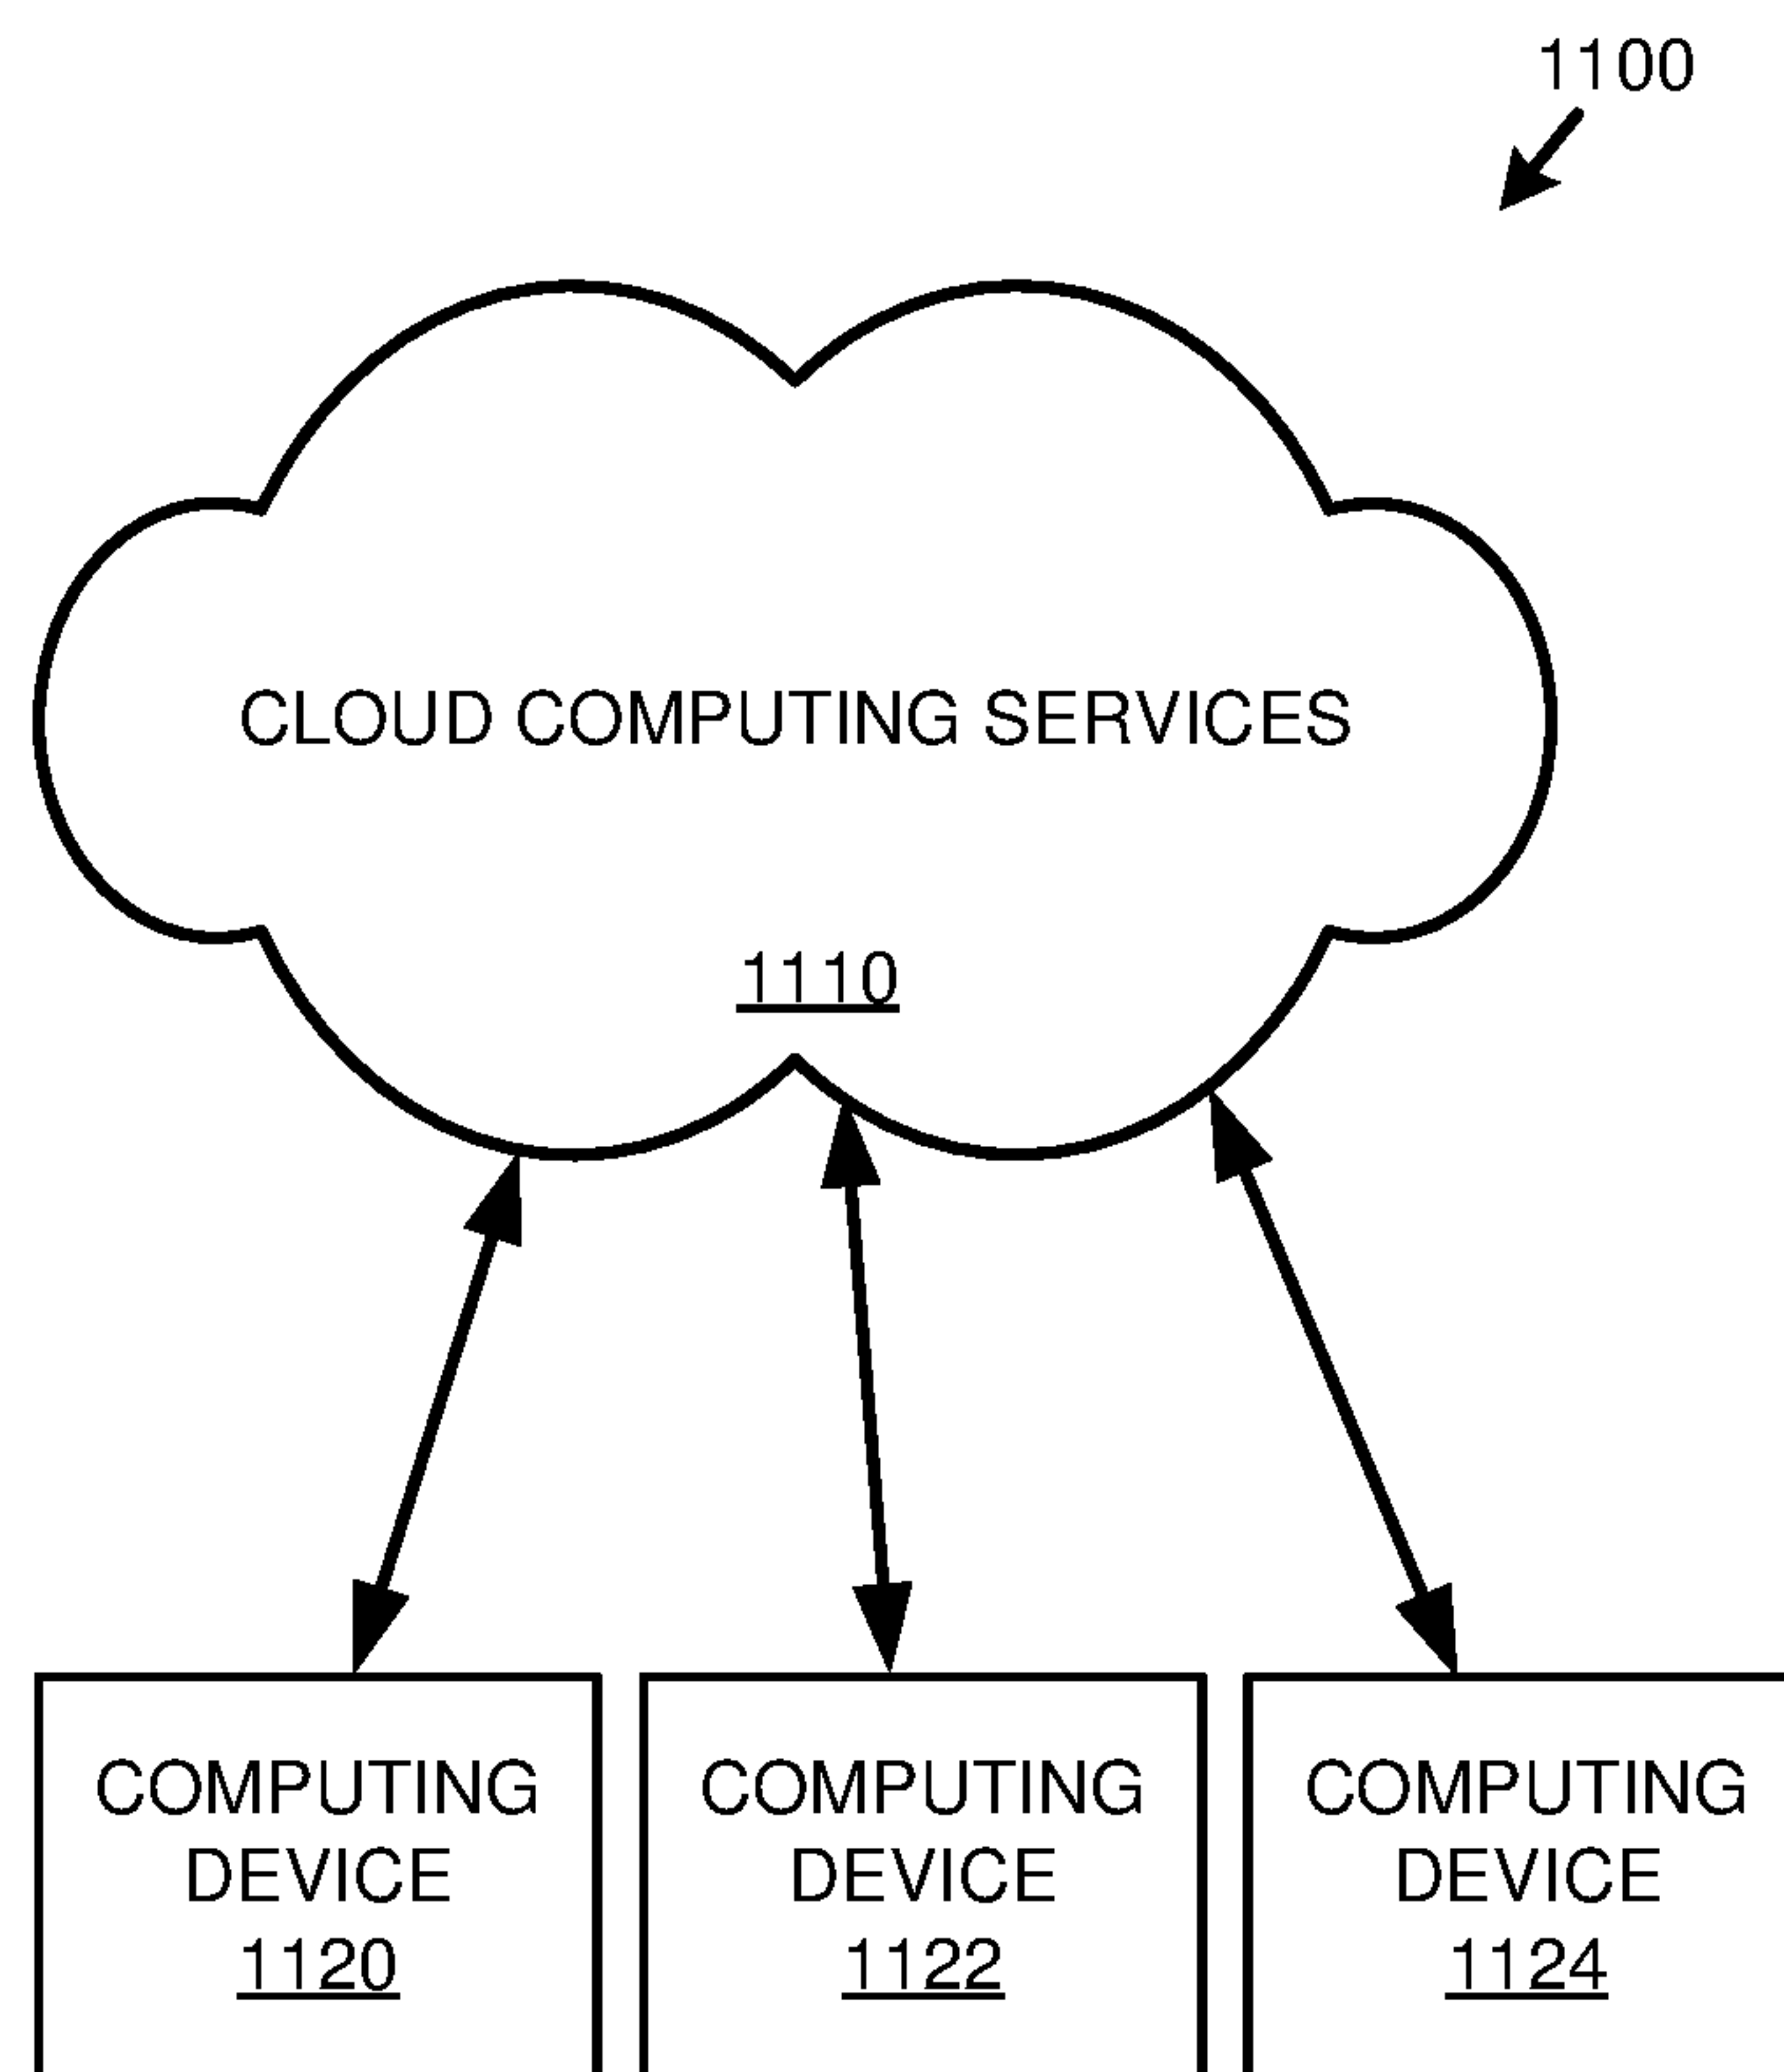 1100
CLOUD COMPUTING SERVICES
1110
COMPUTING
DEVICE
1120
COMPUTING
DEVICE
1122
COMPUTING
DEVICE
1124